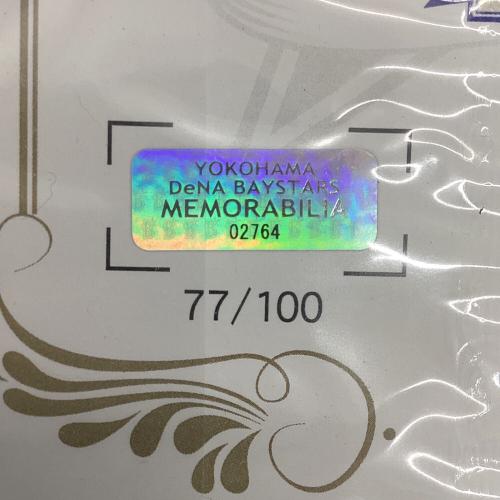 YOKOHAMA
DeNA BAYSTARS
MEMORABILIA
02764
77/100